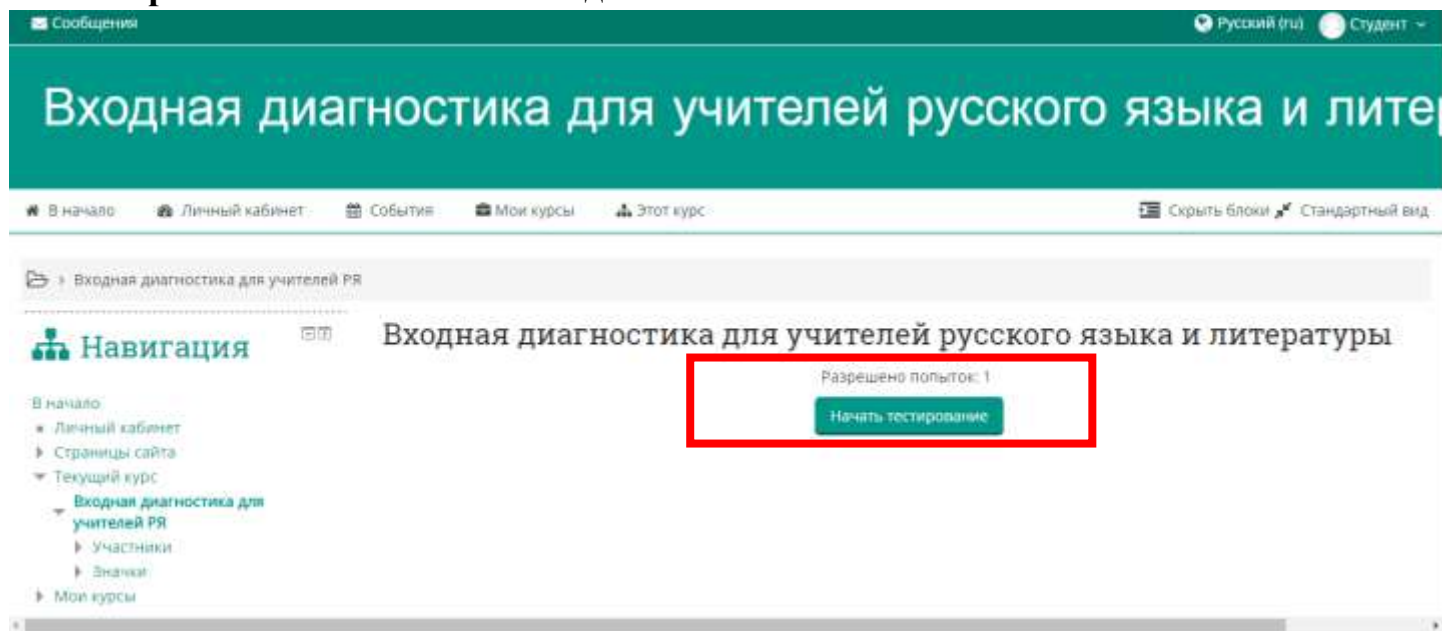 Сообщения
Русский (ru) Студент
Входная диагностика для учителей русского языка и лите
В начало Личный кабинет События Мои курсы Этот курс Скрыть блоки Стандартный вид
Входная диагностика для учителей РЯ
Навигация
Входная диагностика для учителей русского языка и литературы
Разрешено попыток: 1
Начать тестирование
В начало
Личный кабинет
Страницы сайта
Текущий курс
Входная диагностика для
учителей РЯ
Участники
Значки
Мои курсы